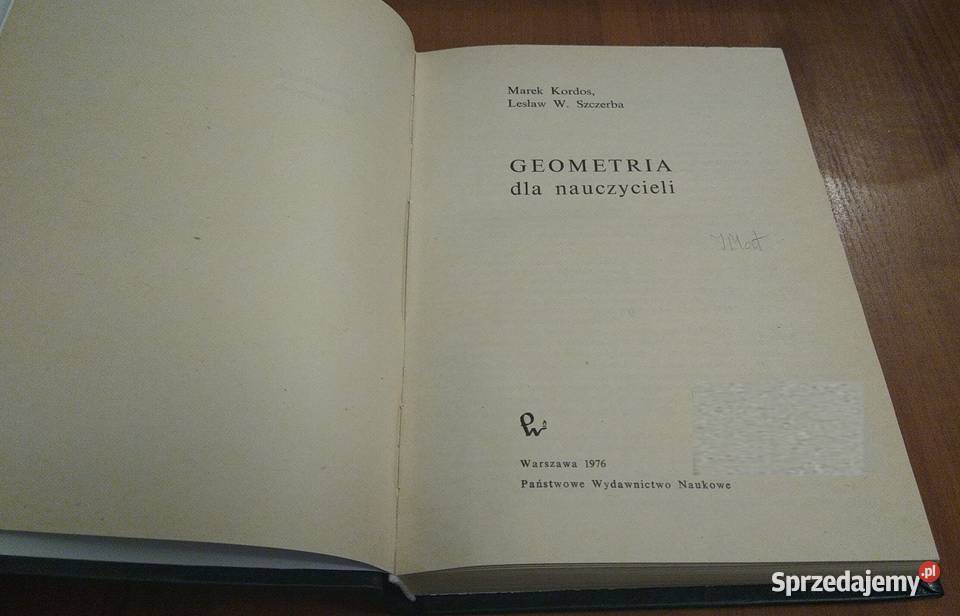 Marek Kordos,
Lesław W. Szczerba
GEOMETRIA
dla nauczycieli
Warszawa 1976
Państwowe Wydawnictwo Naukowe
Sprzedajemy.pl